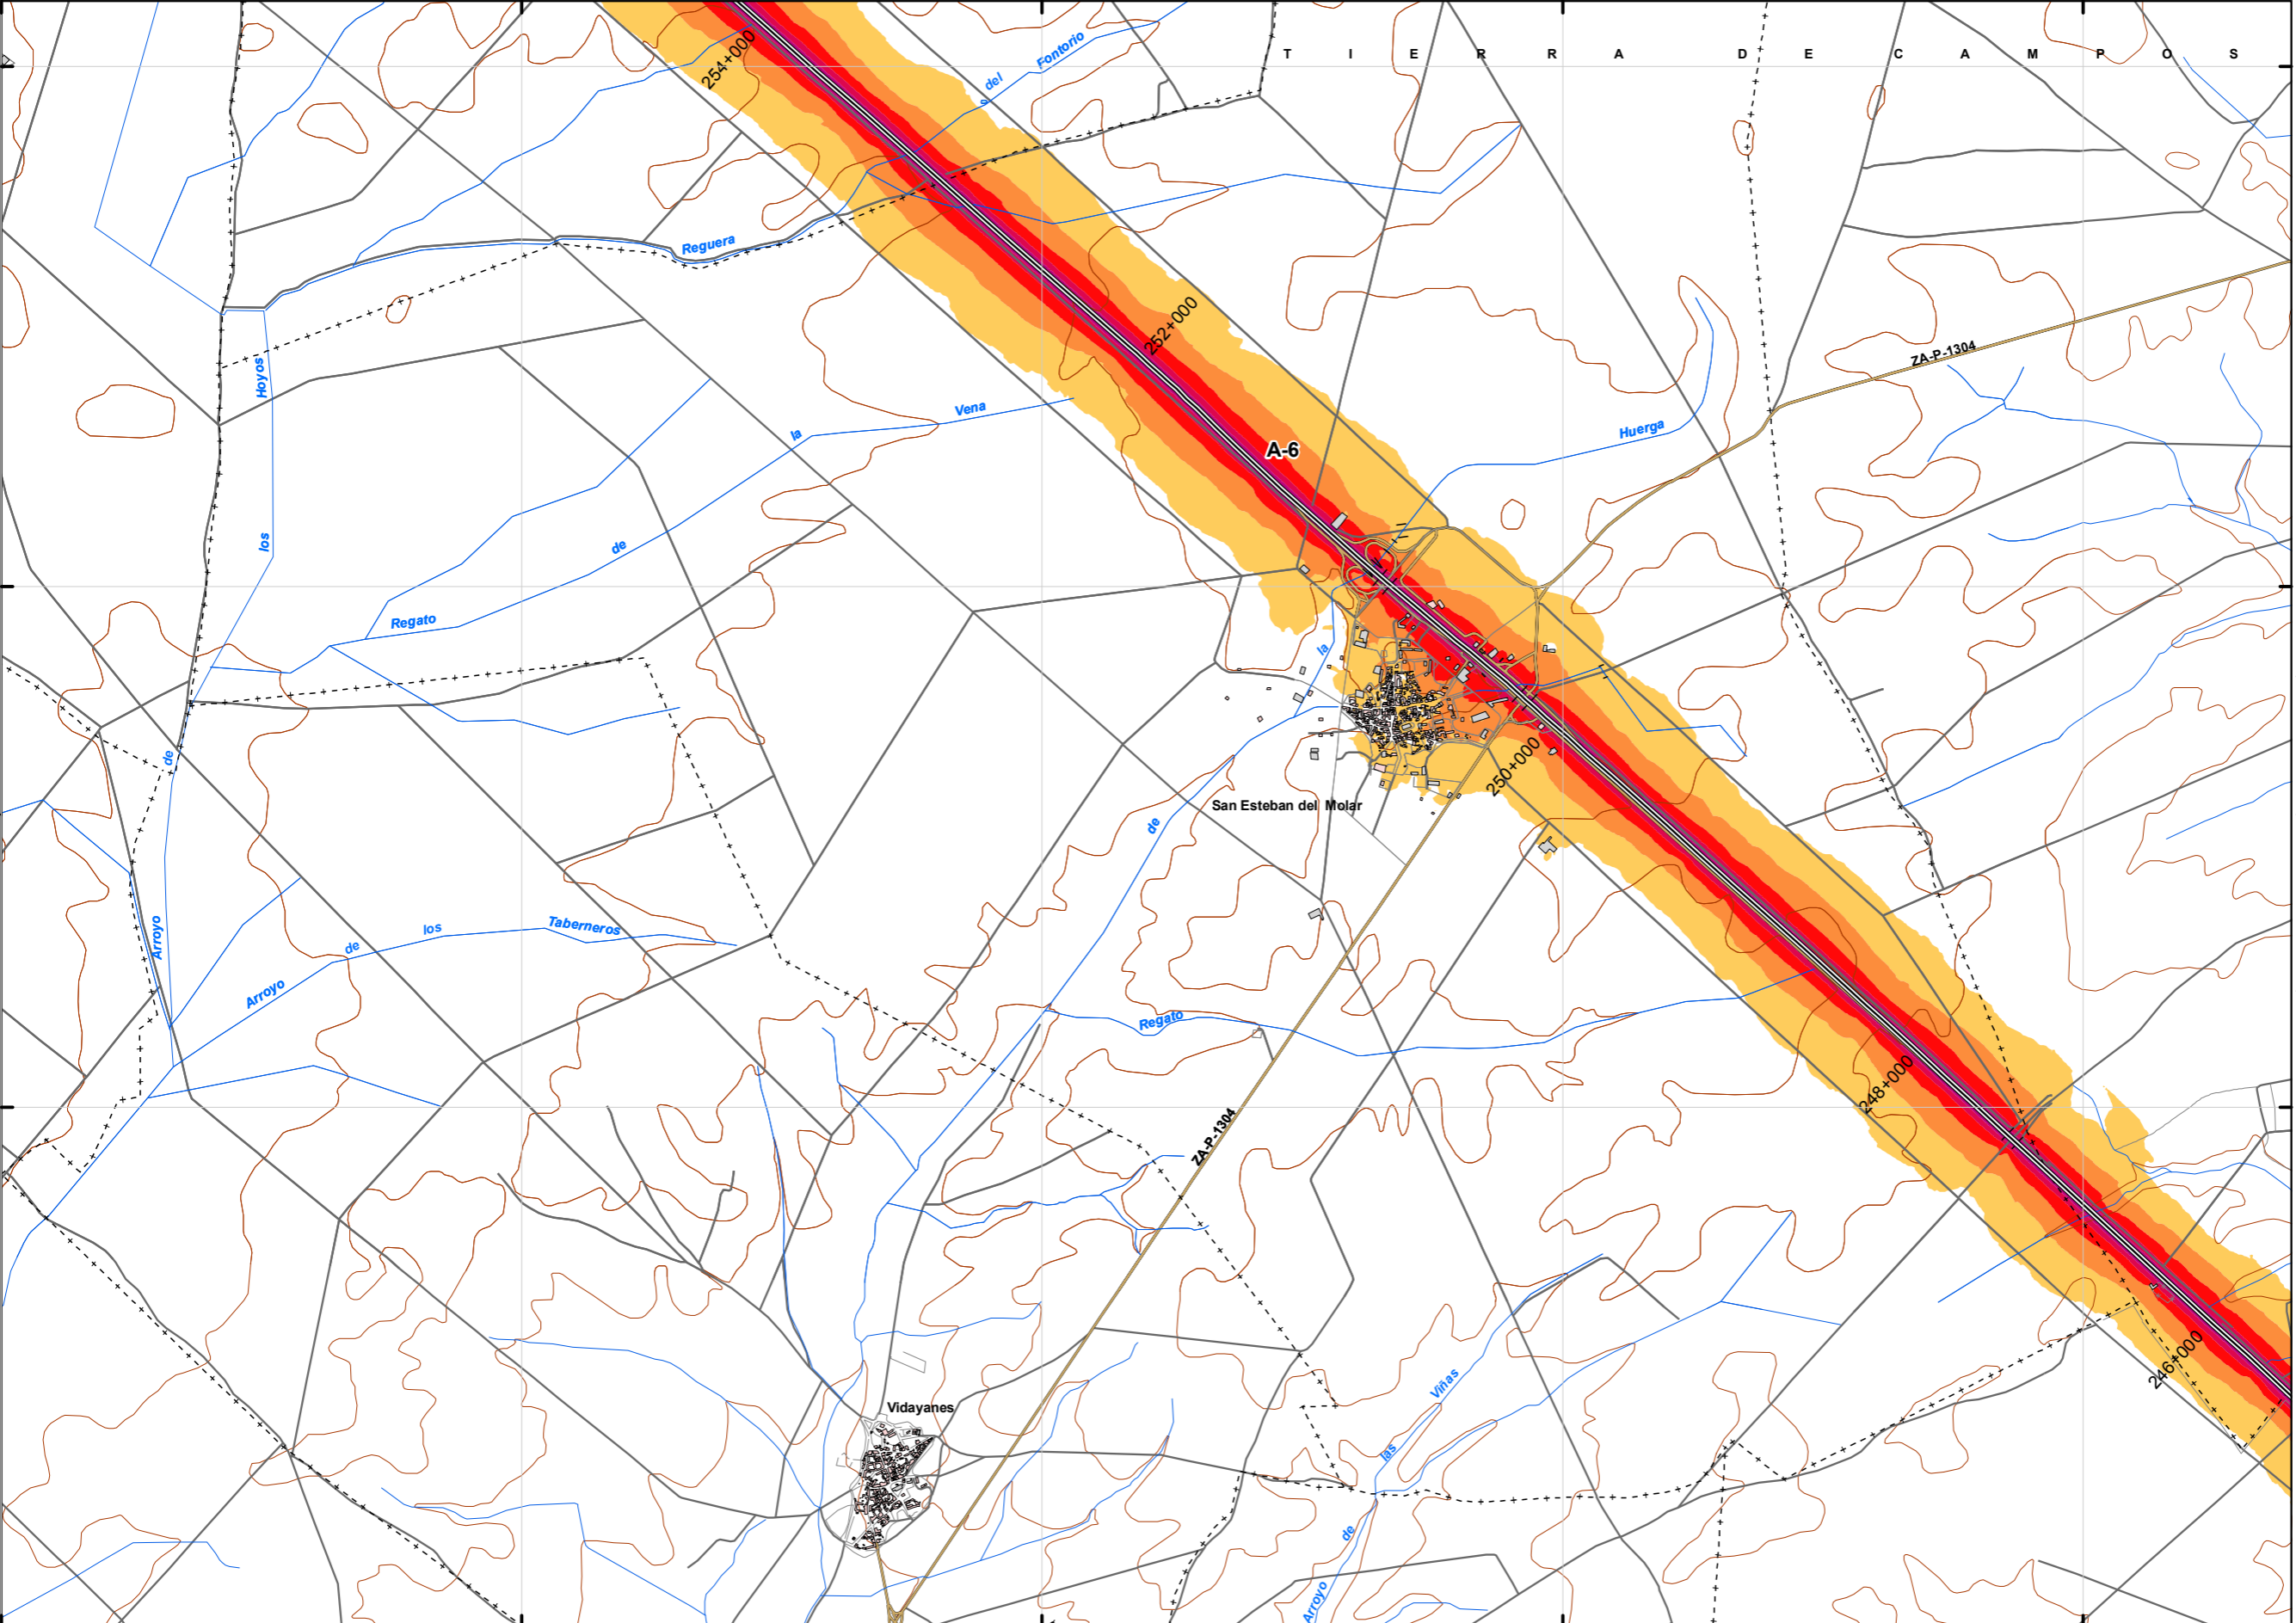 T I E R R A D E C A M P O S
254+000
del Fontorio
Reguera
252+000
ZA-P-1304
Hoyos
Vena
la
A-6
Huerga
los
de
Regato
la
de
250+000
San Esteban del Molar
de
Arroyo
Taberneros
los
de
Arroyo
Regato
248+000
ZA-P-1304
246+000
Viñas
Vidayanes
las
de
Arroyo